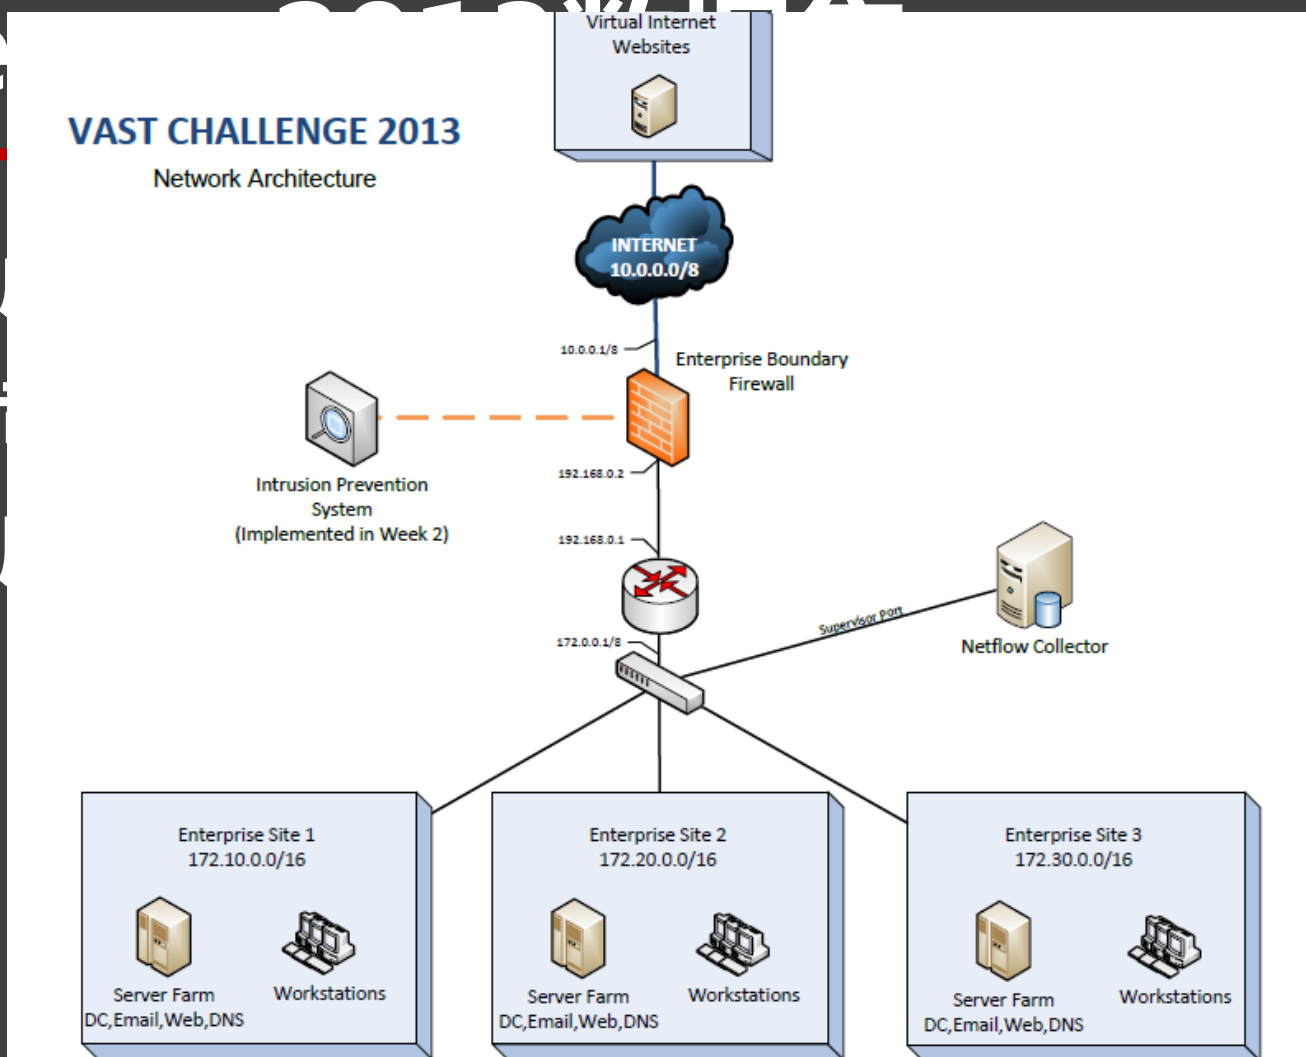 Virtual Internet
Websites
VAST CHALLENGE 2013
Network Architecture
INTERNET
10.0.0.0/8
10.0.0.1/8
Enterprise Boundary
Firewall
Intrusion Prevention
System
(Implemented in Week 2)
192.168.0.2
192.168.0.1
Supervisor Port
Netflow Collector
172.0.0.1/8
Enterprise Site 1
172.10.0.0/16
Server Farm
DC,Email,Web,DNS
Workstations
Enterprise Site 2
172.20.0.0/16
Server Farm
DC,Email,Web,DNS
Workstations
Enterprise Site 3
172.30.0.0/16
Server Farm
DC,Email,Web,DNS
Workstations